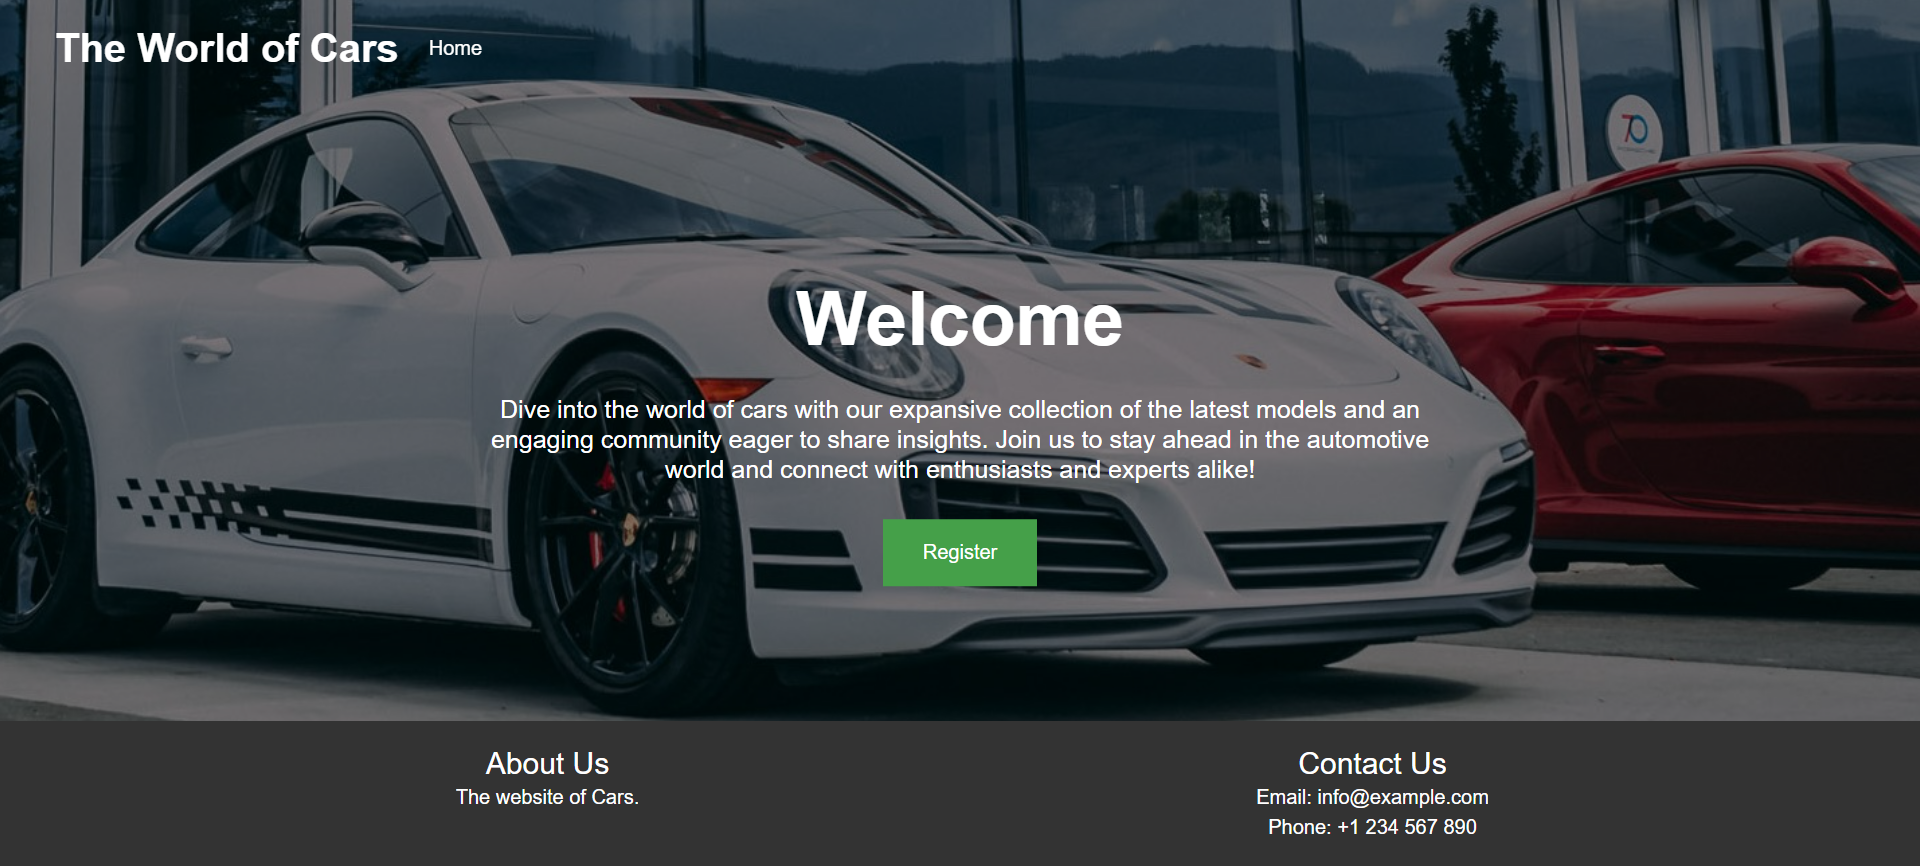 The World of Cars Home
70
Welcome
Dive into the world of cars with our expansive collection of the latest models and an
engaging community eager to share insights. Join us to stay ahead in the automotive
world and connect with enthusiasts and experts alike!
Register
About Us
The website of Cars.
Contact Us
Email: info@example.com
Phone: +1 234 567 890